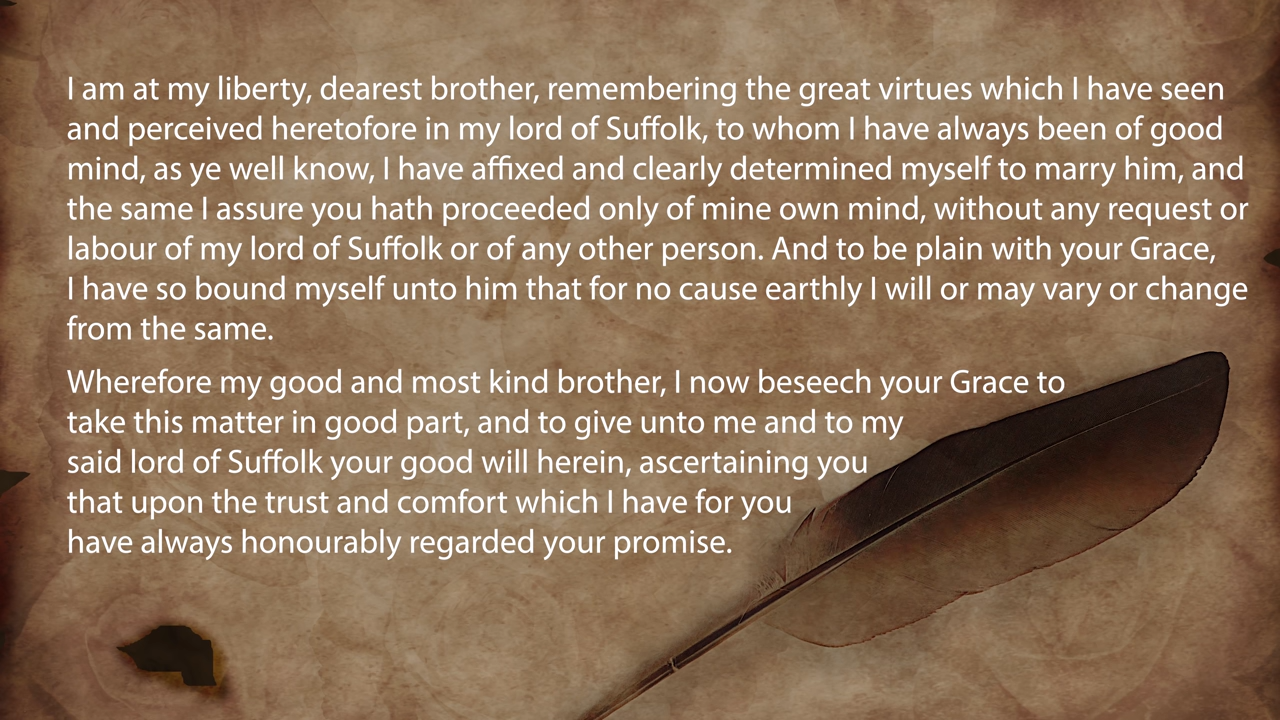 I am at my liberty, dearest brother, remembering the great virtues which I have seen
and perceived heretofore in my lord of Suffolk, to whom I have always been of good
mind, as ye well know, I have affixed and clearly determined myself to marry him, and
the same I assure you hath proceeded only of mine own mind, without any request or
labour of my lord of Suffolk or of any other person. And to be plain with your Grace,
I have so bound myself unto him that for no cause earthly I will or may vary or change
from the same.
Wherefore my good and most kind brother, I now beseech your Grace to
take this matter in good part, and to give unto me and to my
said lord of Suffolk your good will herein, ascertaining you
that upon the trust and comfort which I have for you
have always honourably regarded your promise.